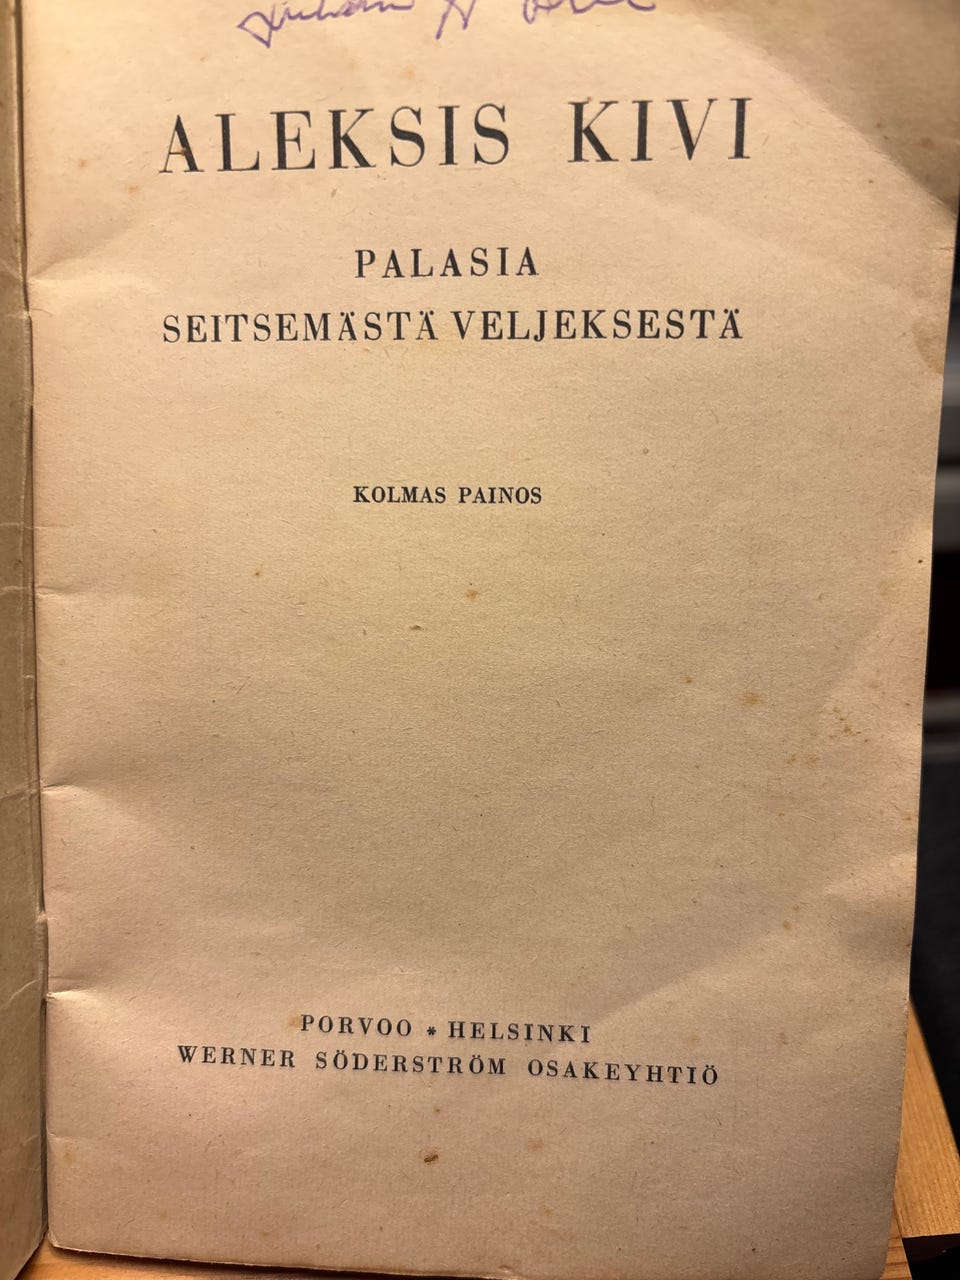 ALEKSIS KIVI
PALASIA
SEITSEMÄSTÄ VELJEKSESTÄ
KOLMAS PAINOS
PORVOO * HELSINKI
WERNER SÖDERSTRÖM OSAKEYHTIÖ